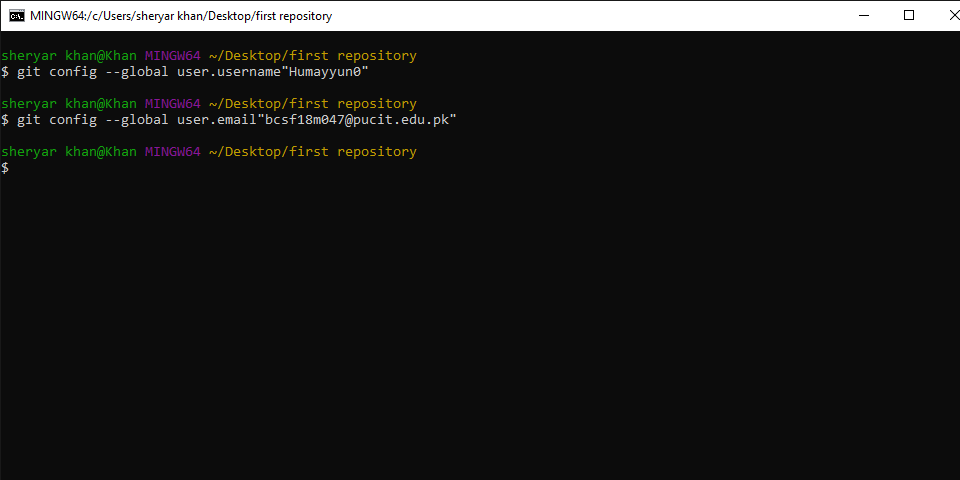 MINGW64:/c/Users/sheryar khan/Desktop/first repository
sheryar khan@Khan MINGW64 ~/Desktop/first repository
$ git config --global user.username"Humayyun0"
sheryar khan@Khan MINGW64 ~/Desktop/first repository
$ git config --global user.email"bcsf18m047@pucit.edu.pk"
sheryar khan@Khan MINGW64 ~/Desktop/first repository
$